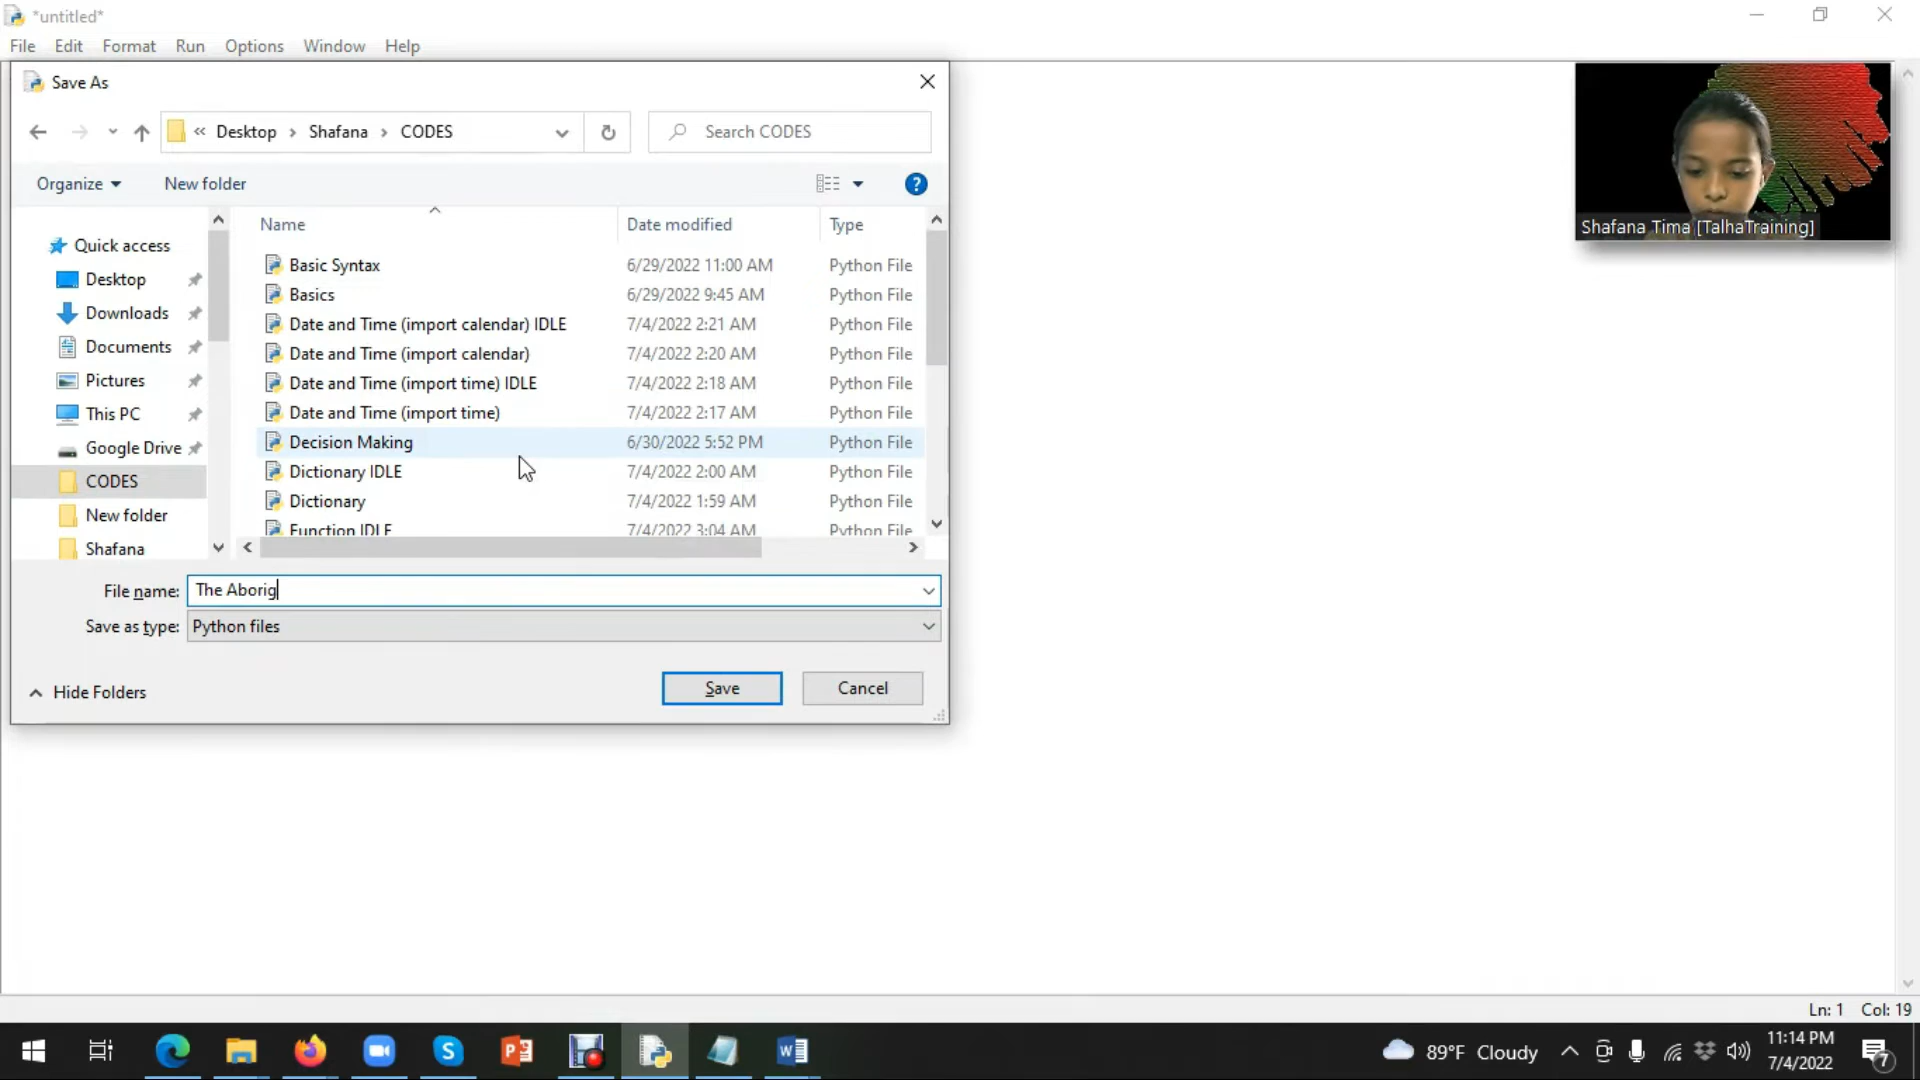 *untitled*
File Edit Format Run Options Window Help
Save As
« Desktop › Shafana › CODES
Search CODES
Organize New folder
?
Name Date modified Type
Quick access
Desktop
Downloads
Documents
Pictures
This PC
Google Drive
CODES
New folder
Shafana
Basic Syntax 6/29/2022 11:00 AM Python File
Basics 6/29/2022 9:45 AM Python File
Date and Time (import calendar) IDLE 7/4/2022 2:21 AM Python File
Date and Time (import calendar) 7/4/2022 2:20 AM Python File
Date and Time (import time) IDLE 7/4/2022 2:18 AM Python File
Date and Time (import time) 7/4/2022 2:17 AM Python File
Decision Making 6/30/2022 5:52 PM Python File
Dictionary IDLE 7/4/2022 2:00 AM Python File
Dictionary 7/4/2022 1:59 AM Python File
Function IDLE 7/4/2022 3:04 AM Python File
File name: The Aborig
Save as type: Python files
Hide Folders
Save Cancel
Shafana Tima [TalhaTraining]
Ln: 1 Col: 19
89°F Cloudy
11:14 PM
7/4/2022
7